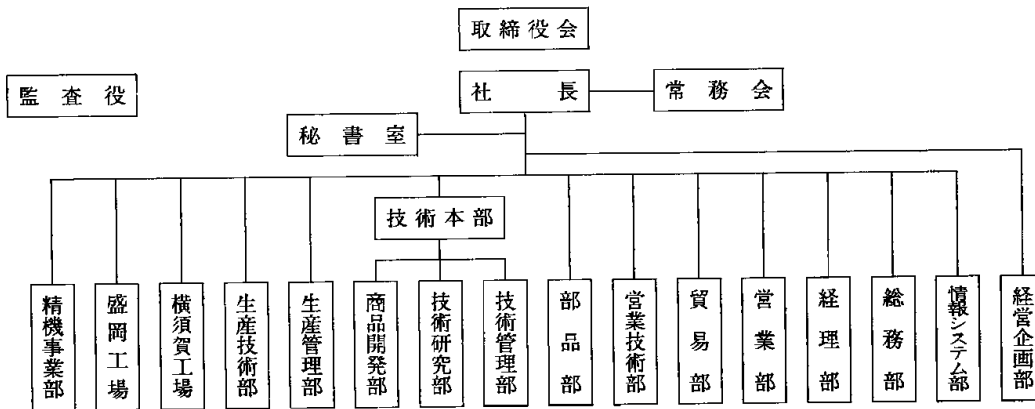 取締役会
監査役
社長
常務会
秘書室
技術本部
精機事業部
盛岡工場
横須賀工場
生産技術部
生産管理部
商品開発部
技術研究部
技術管理部
部品部
営業技術部
貿易部
営業部
経理部
総務部
情報システム部
経営企画部